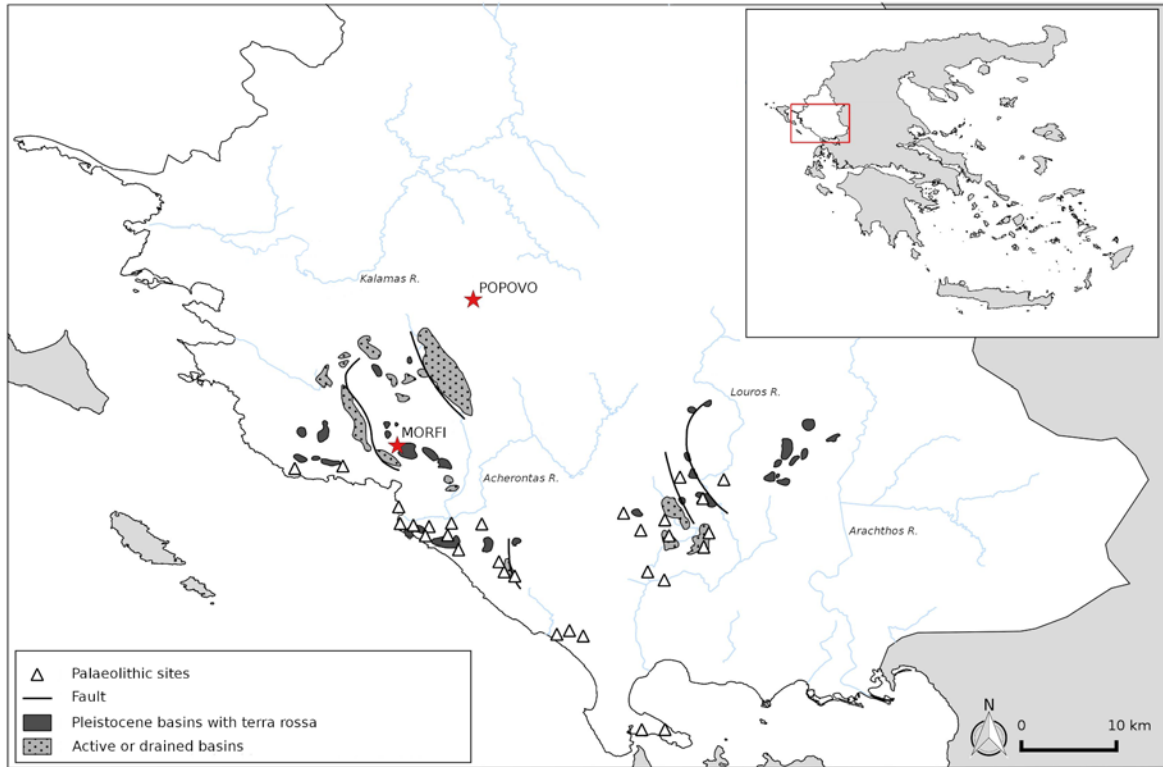 Kalamas R.
POPOVO
Louros R.
MORFI
Acherontas R.
Arachthos R.
Palaeolithic sites
Fault
Pleistocene basins with terra rossa
Active or drained basins
N
0 10 km